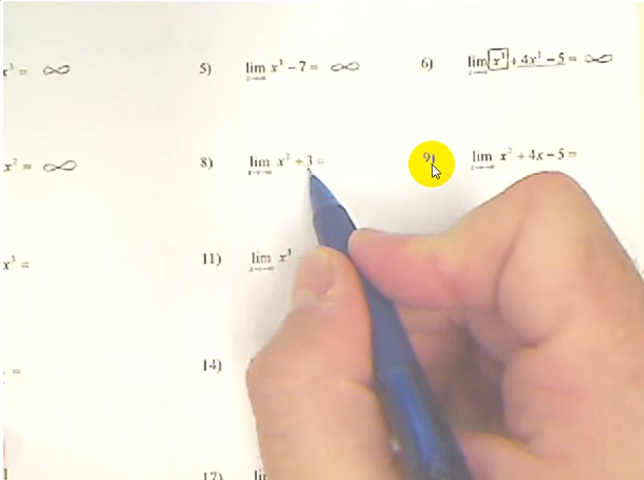 x³ = ∞ 5) lim x³ − 7 = ∞ 6) lim x³ + 4x² − 5 = ∞
x² = ∞ 8) lim x² + 3 = 9) lim x² + 4x − 5 =
x³ = 11) lim x³
= 14)
17)